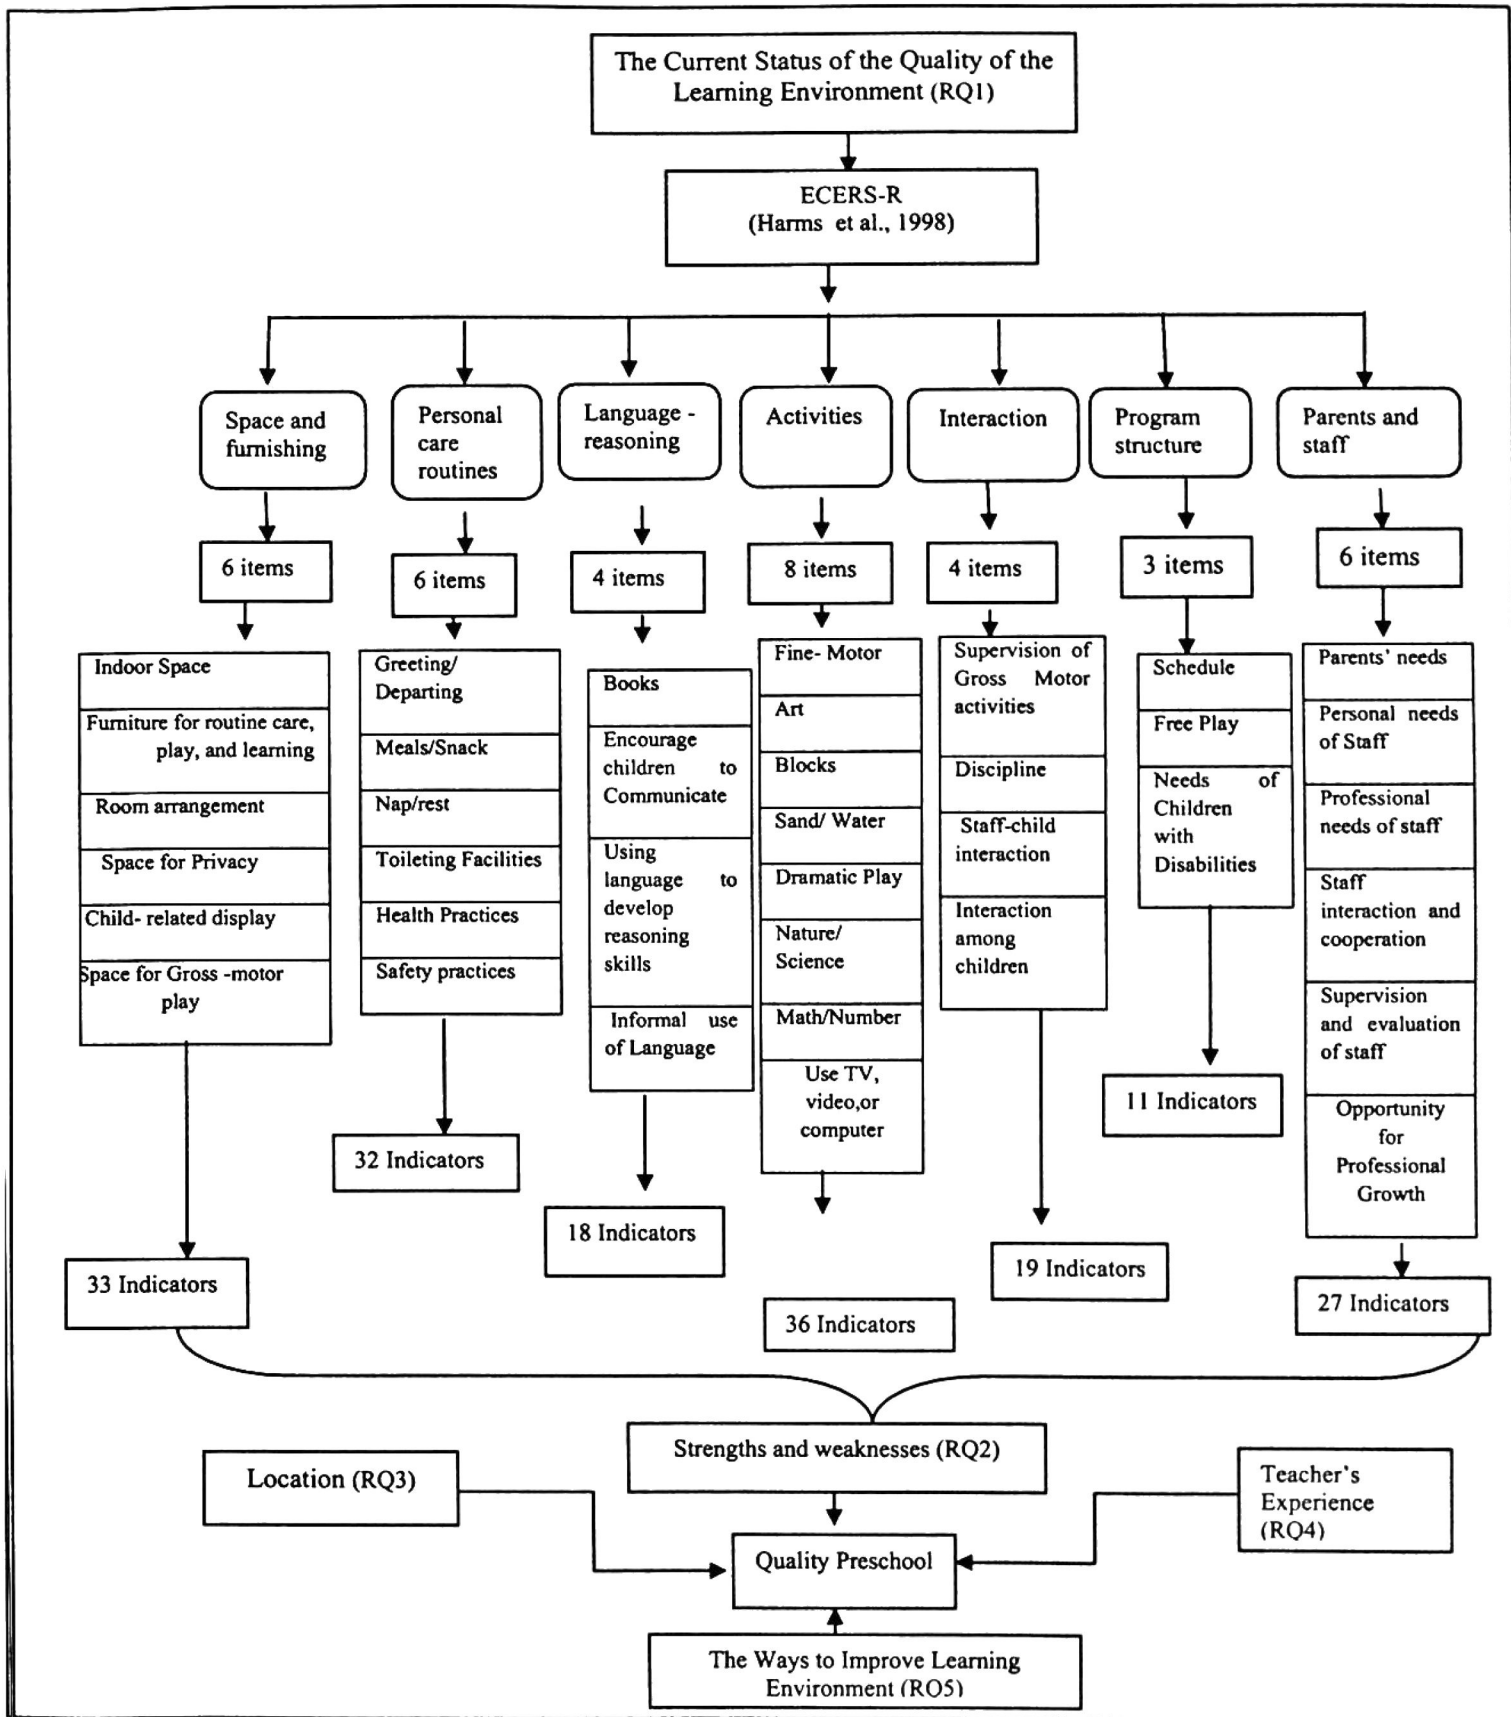 The Current Status of the Quality of the
Learning Environment (RQ1)
ECERS-R
(Harms et al., 1998)
Space and
furnishing
Personal
care
routines
Language -
reasoning
Activities
Interaction
Program
structure
Parents and
staff
6 items
6 items
4 items
8 items
4 items
3 items
6 items
Indoor Space
Furniture for routine care,
play, and learning
Room arrangement
Space for Privacy
Child- related display
Space for Gross -motor
play
Greeting/
Departing
Meals/Snack
Nap/rest
Toileting Facilities
Health Practices
Safety practices
Books
Encourage
children to
Communicate
Using
language to
develop
reasoning
skills
Informal use
of Language
Fine- Motor
Art
Blocks
Sand/ Water
Dramatic Play
Nature/
Science
Math/Number
Use TV,
video,or
computer
Supervision of
Gross Motor
activities
Discipline
Staff-child
interaction
Interaction
among
children
Schedule
Free Play
Needs of
Children
with
Disabilities
Parents' needs
Personal needs
of Staff
Professional
needs of staff
Staff
interaction and
cooperation
Supervision
and evaluation
of staff
Opportunity
for
Professional
Growth
33 Indicators
32 Indicators
18 Indicators
36 Indicators
19 Indicators
11 Indicators
27 Indicators
Strengths and weaknesses (RQ2)
Location (RQ3)
Teacher's
Experience
(RQ4)
Quality Preschool
The Ways to Improve Learning
Environment (RQ5)